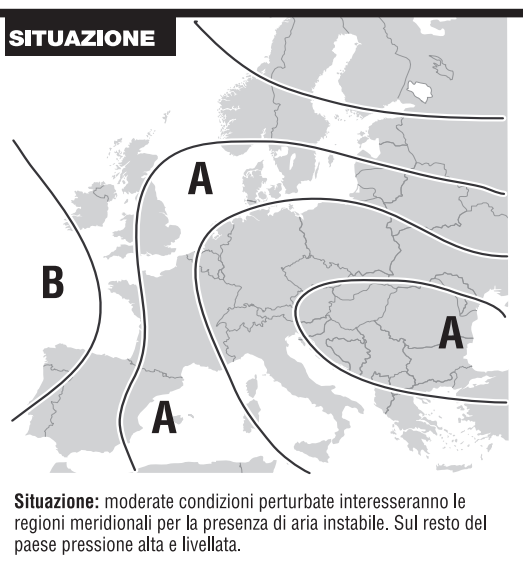 SITUAZIONE
A
B
A
A
Situazione: moderate condizioni perturbate interesseranno le
regioni meridionali per la presenza di aria instabile. Sul resto del
paese pressione alta e livellata.